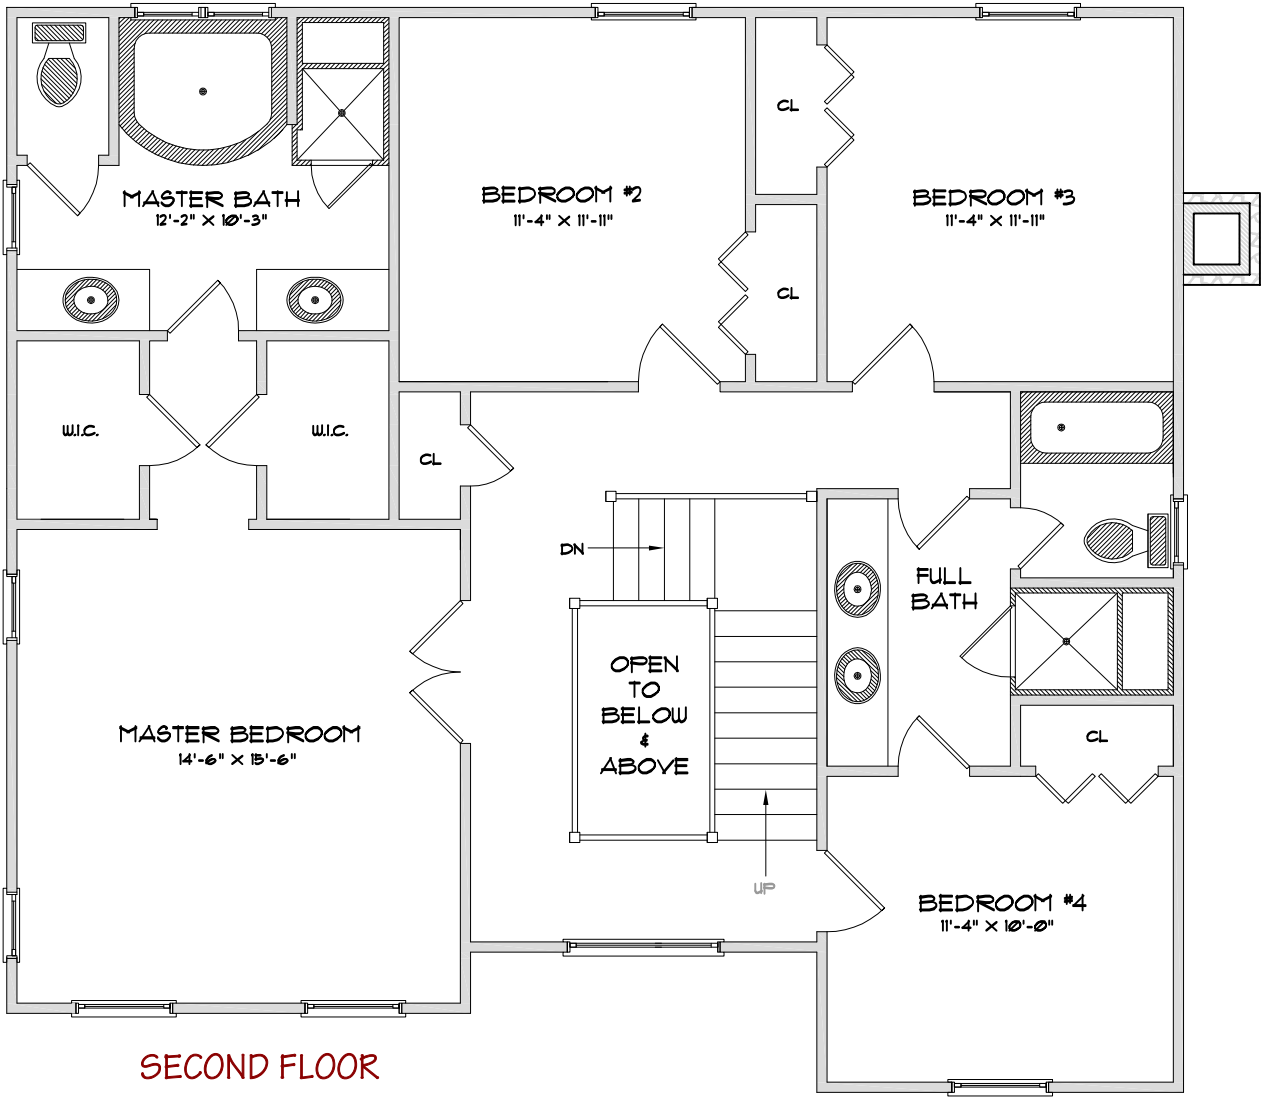 CL
MASTER BATH
12'-2" X 10'-3"
BEDROOM #2
11'-4" X 11'-11"
BEDROOM #3
11'-4" X 11'-11"
CL
W.I.C.
W.I.C.
CL
DN
FULL
BATH
OPEN
TO
BELOW
&
ABOVE
MASTER BEDROOM
14'-6" X 15'-6"
CL
UP
BEDROOM #4
11'-4" X 10'-0"
SECOND FLOOR